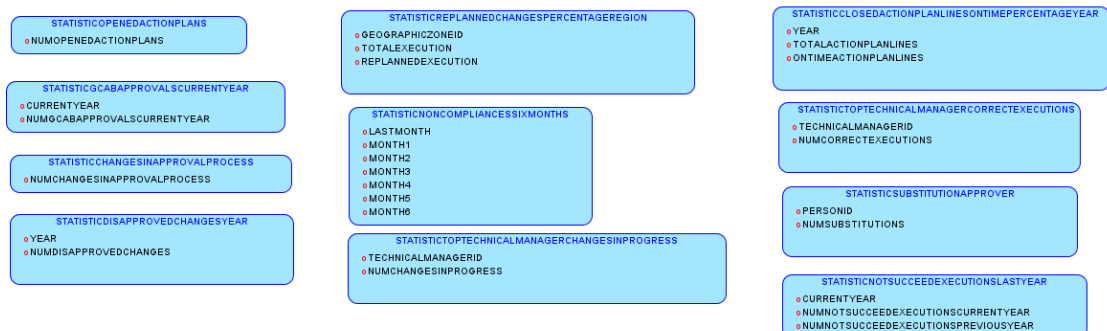 STATISTICOPENEDACTIONPLANS
NUMOPENEDACTIONPLANS
STATISTICGCABAPPROVALSCURRENTYEAR
CURRENTYEAR
NUMGCABAPPROVALSCURRENTYEAR
STATISTICCHANGESINAPPROVALPROCESS
NUMCHANGESINAPPROVALPROCESS
STATISTICDISAPPROVEDCHANGESYEAR
YEAR
NUMDISAPPROVEDCHANGES
STATISTICREPLANNEDCHANGESPERCENTAGEREGION
GEOGRAPHICZONEID
TOTALEXECUTION
REPLANNEDEXECUTION
STATISTICNONCOMPLIANCESSIXMONTHS
LASTMONTH
MONTH1
MONTH2
MONTH3
MONTH4
MONTH5
MONTH6
STATISTICTOPTECHNICALMANAGERCHANGESINPROGRESS
TECHNICALMANAGERID
NUMCHANGESINPROGRESS
STATISTICCLOSEDACTIONPLANLINESONTIMEPERCENTAGEYEAR
YEAR
TOTALACTIONPLANLINES
ONTIMEACTIONPLANLINES
STATISTICTOPTECHNICALMANAGERCORRECTEXECUTIONS
TECHNICALMANAGERID
NUMCORRECTEXECUTIONS
STATISTICSUBSTITUTIONAPPROVER
PERSONID
NUMSUBSTITUTIONS
STATISTICNOTSUCCEEDEXECUTIONSLASTYEAR
CURRENTYEAR
NUMNOTSUCCEEDEXECUTIONSCURRENTYEAR
NUMNOTSUCCEEDEXECUTIONSPREVIOUSYEAR